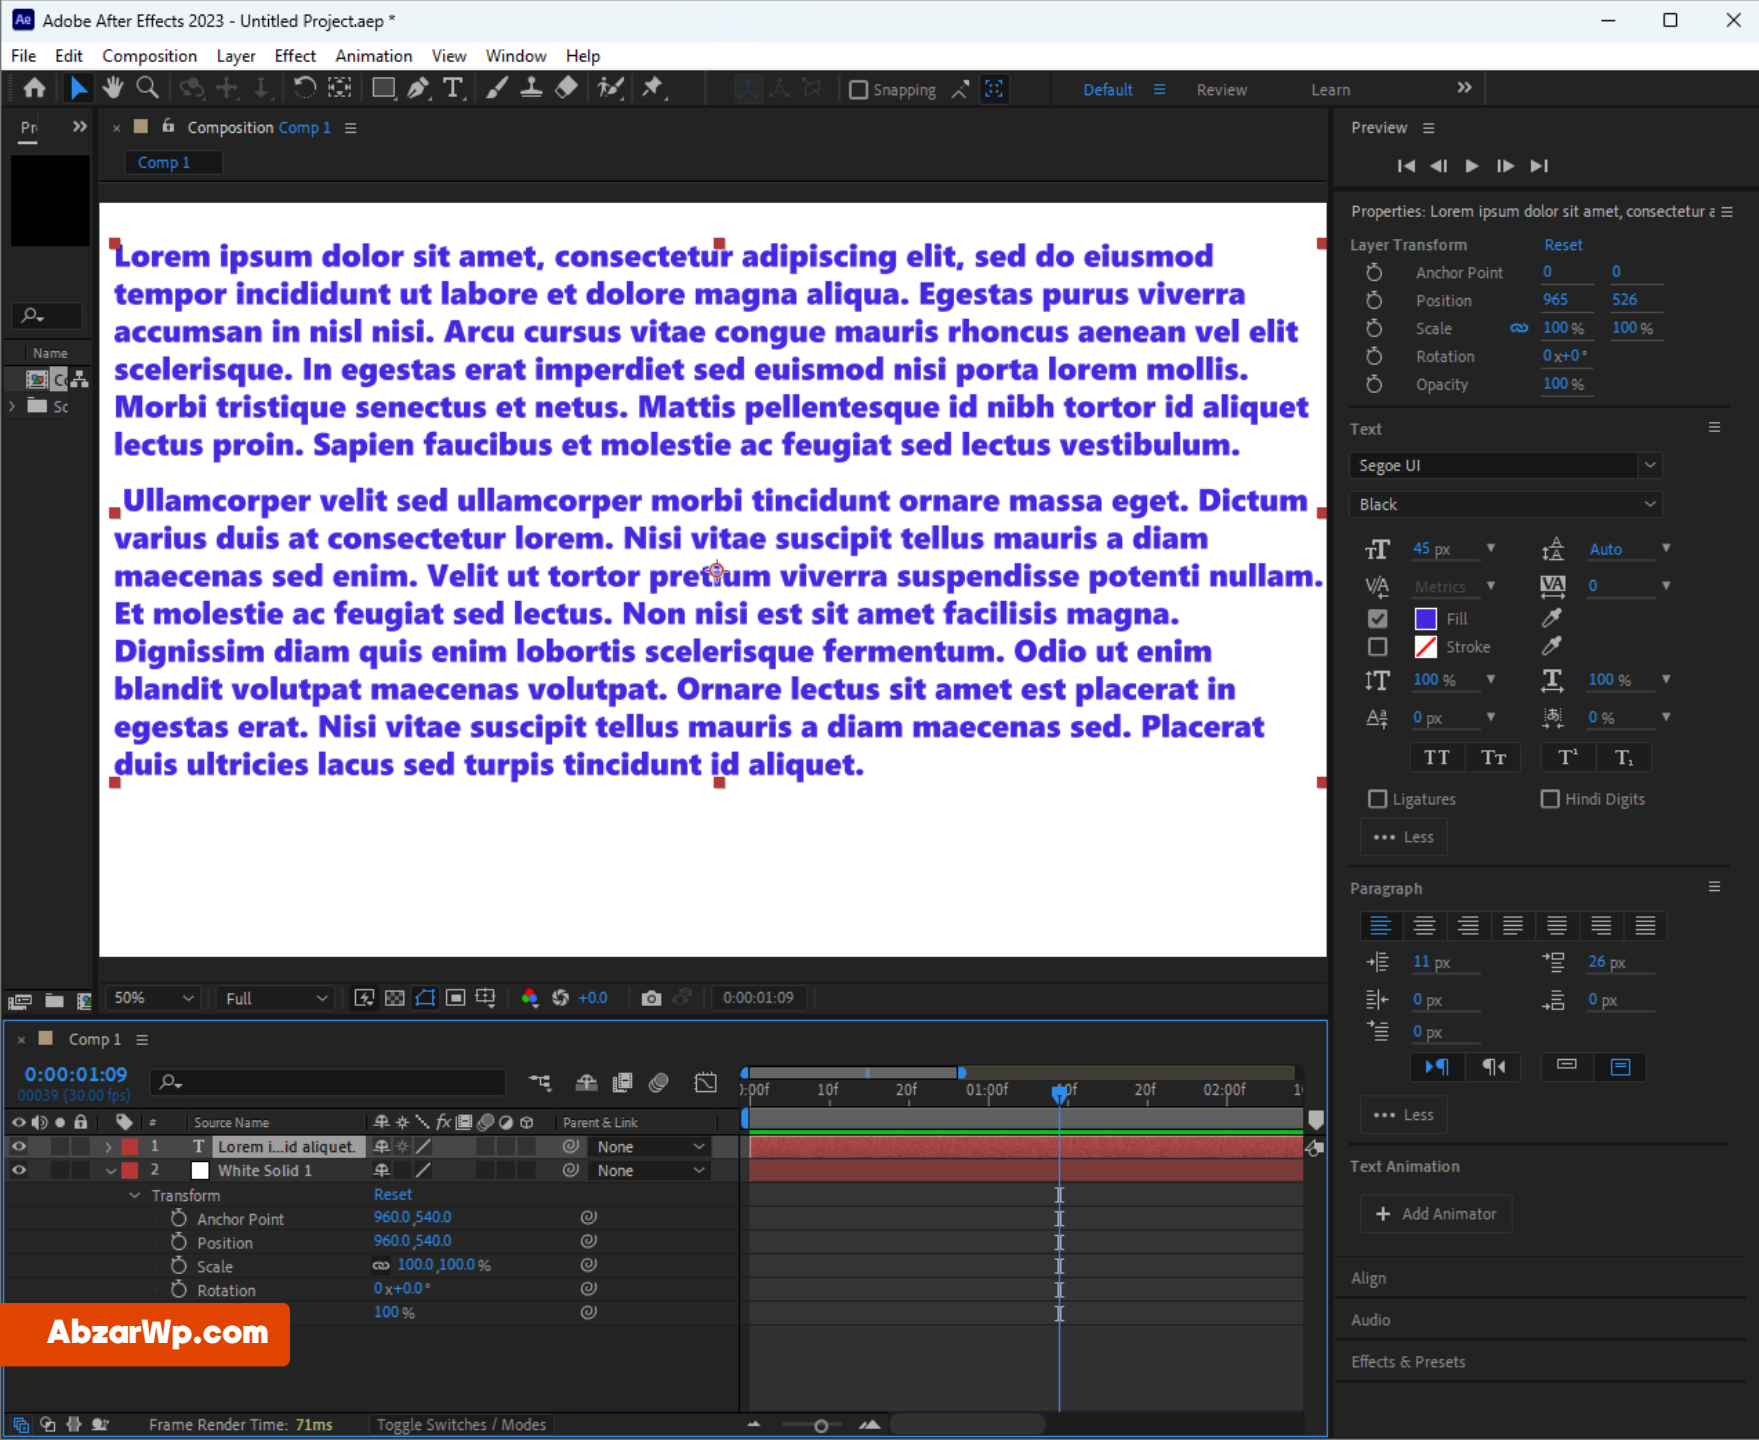 Ae Adobe After Effects 2023 - Untitled Project.aep *
File Edit Composition Layer Effect Animation View Window Help
Snapping Default Review Learn
Pr
Composition Comp 1
Comp 1
Name
Sc
Lorem ipsum dolor sit amet, consectetur adipiscing elit, sed do eiusmod
tempor incididunt ut labore et dolore magna aliqua. Egestas purus viverra
accumsan in nisl nisi. Arcu cursus vitae congue mauris rhoncus aenean vel elit
scelerisque. In egestas erat imperdiet sed euismod nisi porta lorem mollis.
Morbi tristique senectus et netus. Mattis pellentesque id nibh tortor id aliquet
lectus proin. Sapien faucibus et molestie ac feugiat sed lectus vestibulum.
Ullamcorper velit sed ullamcorper morbi tincidunt ornare massa eget. Dictum
varius duis at consectetur lorem. Nisi vitae suscipit tellus mauris a diam
maecenas sed enim. Velit ut tortor pretium viverra suspendisse potenti nullam.
Et molestie ac feugiat sed lectus. Non nisi est sit amet facilisis magna.
Dignissim diam quis enim lobortis scelerisque fermentum. Odio ut enim
blandit volutpat maecenas volutpat. Ornare lectus sit amet est placerat in
egestas erat. Nisi vitae suscipit tellus mauris a diam maecenas sed. Placerat
duis ultricies lacus sed turpis tincidunt id aliquet.
50% Full +0.0 0:00:01:09
Preview
Properties: Lorem ipsum dolor sit amet, consectetur a
Layer Transform Reset
Anchor Point 0 0
Position 965 526
Scale 100 % 100 %
Rotation 0 x+0 °
Opacity 100 %
Text
Segoe UI
Black
45 px Auto
Metrics 0
Fill
Stroke
100 % 100 %
0 px 0 %
TT Tт T¹ T₁
Ligatures Hindi Digits
••• Less
Paragraph
11 px 26 px
0 px 0 px
0 px
••• Less
Text Animation
+ Add Animator
Align
Audio
Effects & Presets
Comp 1
0:00:01:09
00039 (30.00 fps)
):00f 10f 20f 01:00f 20f 02:00f 1
# Source Name fx Parent & Link
1 T Lorem i...id aliquet. None
2 White Solid 1 None
Transform Reset
Anchor Point 960.0,540.0
Position 960.0,540.0
Scale 100.0,100.0 %
Rotation 0 x+0.0 °
100 %
AbzarWp.com
Frame Render Time: 71ms Toggle Switches / Modes